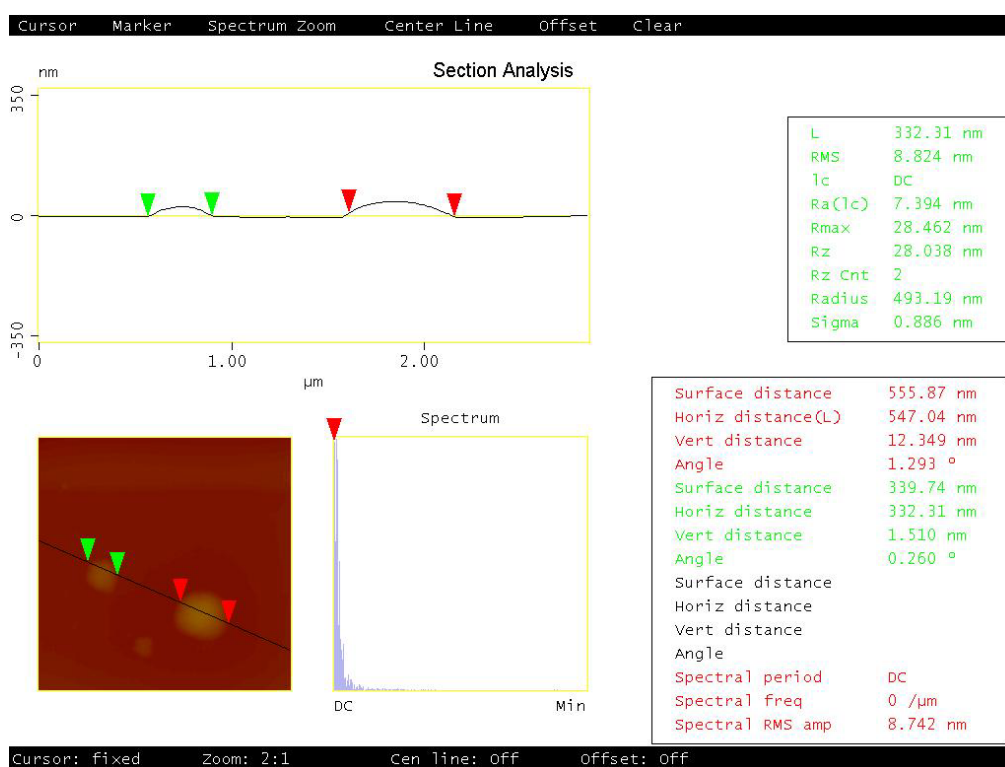 Cursor Marker Spectrum Zoom Center Line Offset Clear
nm Section Analysis
350
0
-350
0 1.00 2.00
µm
L 332.31 nm
RMS 8.824 nm
lc DC
Ra(lc) 7.394 nm
Rmax 28.462 nm
Rz 28.038 nm
Rz Cnt 2
Radius 493.19 nm
Sigma 0.886 nm
Spectrum
DC Min
Surface distance 555.87 nm
Horiz distance(L) 547.04 nm
Vert distance 12.349 nm
Angle 1.293 °
Surface distance 339.74 nm
Horiz distance 332.31 nm
Vert distance 1.510 nm
Angle 0.260 °
Surface distance
Horiz distance
Vert distance
Angle
Spectral period DC
Spectral freq 0 /µm
Spectral RMS amp 8.742 nm
Cursor: fixed Zoom: 2:1 Cen line: Off Offset: Off